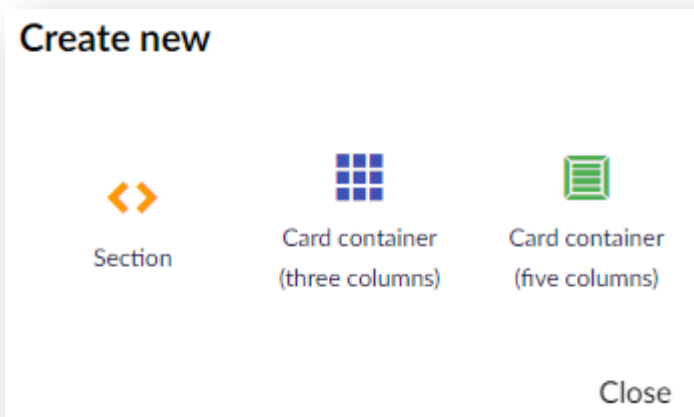 Create new
Section
Card container
(three columns)
Card container
(five columns)
Close